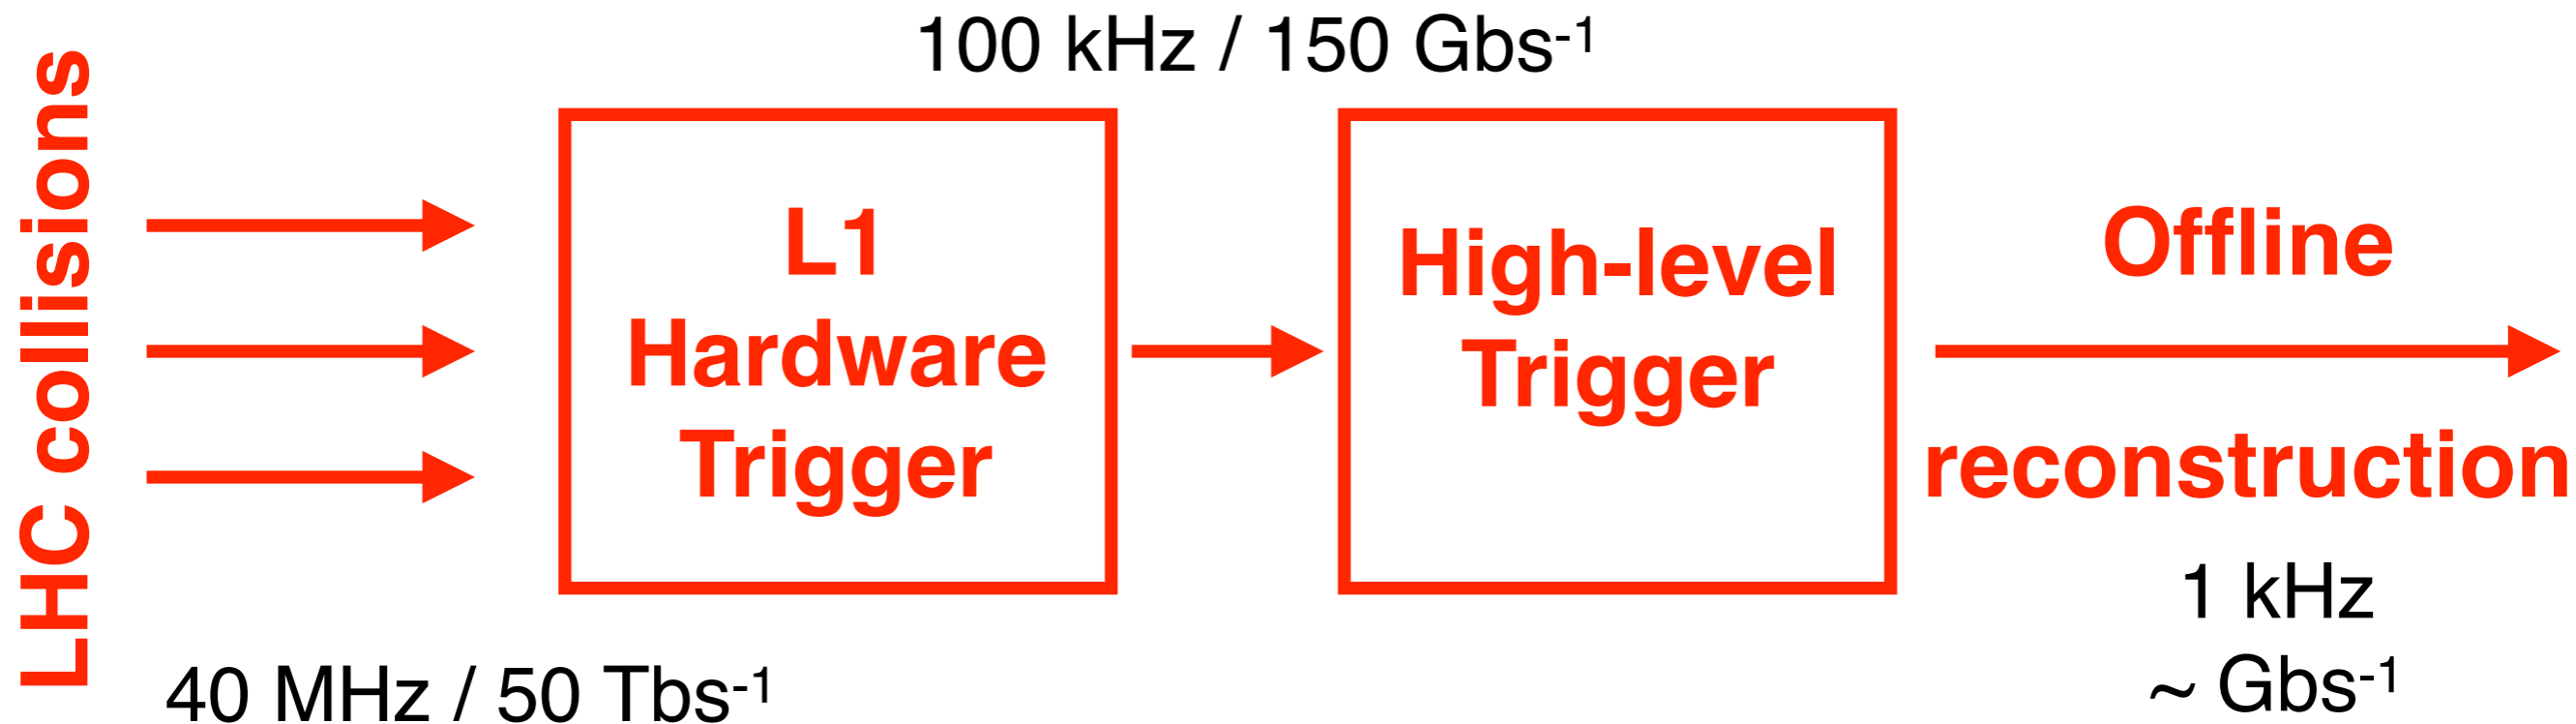 LHC collisions
40 MHz / 50 Tbs-1
L1
Hardware
Trigger
100 kHz / 150 Gbs-1
High-level
Trigger
Offline
reconstruction
1 kHz
~ Gbs-1